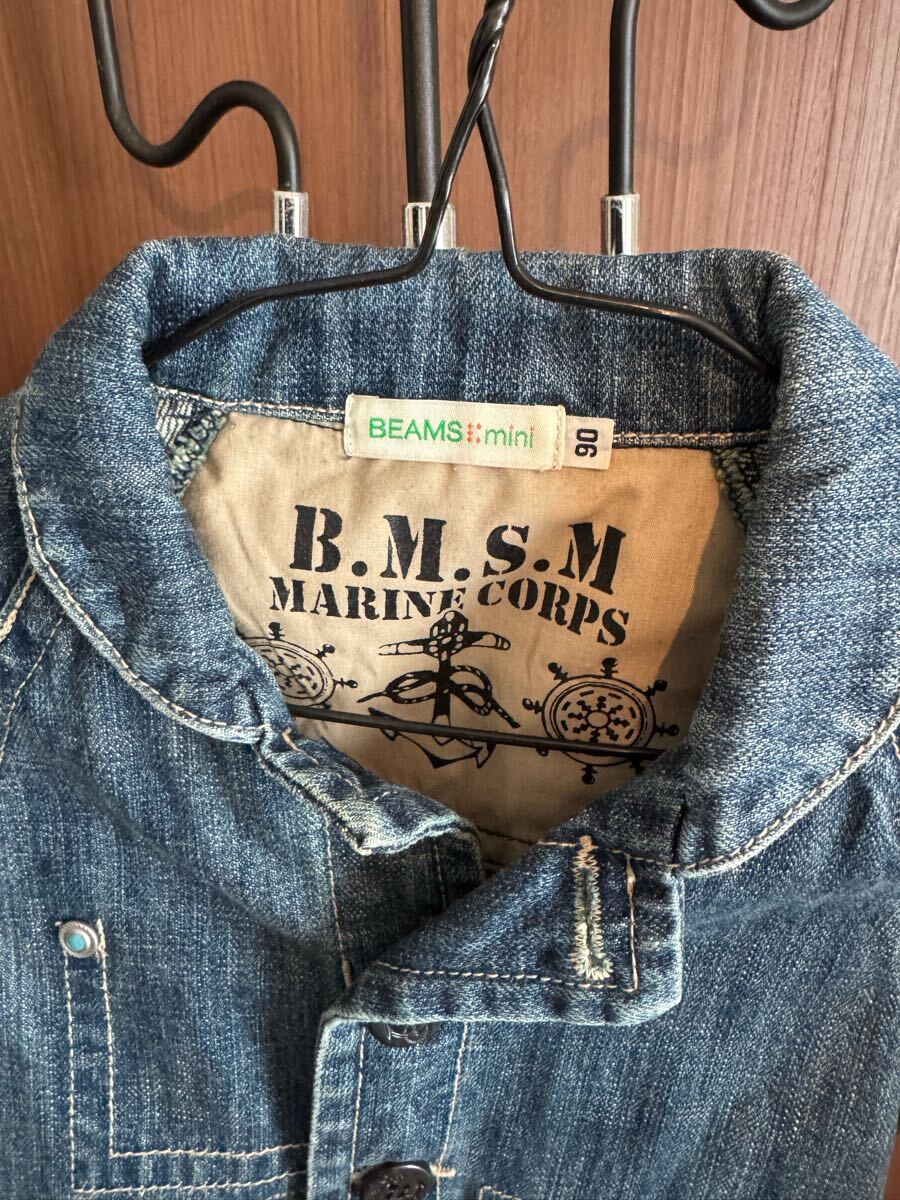 BEAMS mini
90
B.M.S.M
MARINE CORPS